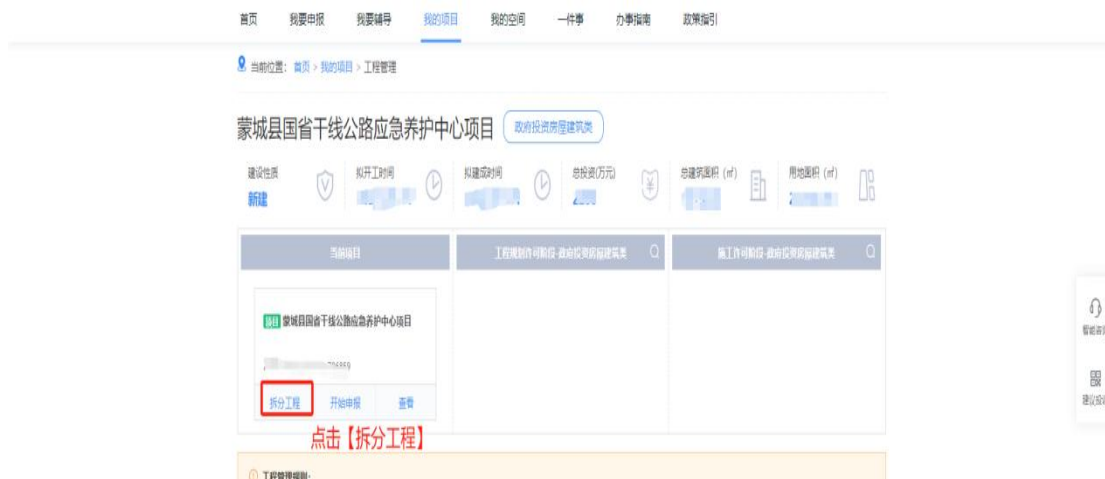 首页 我要申报 我要辅导 我的项目 我的空间 一件事 办事指南 政策指引
当前位置： 首页 > 我的项目 > 工程管理
蒙城县国省干线公路应急养护中心项目 政府投资房屋建筑类
建设性质 拟开工时间 拟建成时间 总投资(万元) 总建筑面积（㎡） 用地面积（㎡）
新建
当前项目 工程规划许可阶段-政府投资房屋建筑类 施工许可阶段-政府投资房屋建筑类
项目 蒙城县国省干线公路应急养护中心项目
拆分工程 开始申报 查看
点击【拆分工程】
工程管理规则：
智能咨询
建议投诉